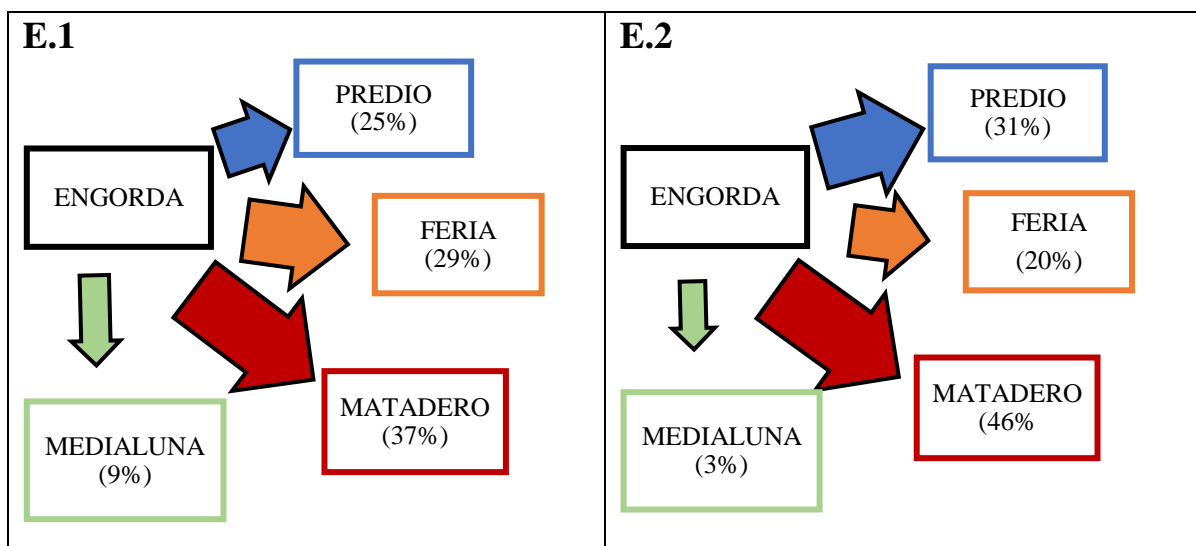 E.1
PREDIO
(25%)
ENGORDA
FERIA
(29%)
MATADERO
(37%)
MEDIALUNA
(9%)
E.2
PREDIO
(31%)
ENGORDA
FERIA
(20%)
MATADERO
(46%
MEDIALUNA
(3%)